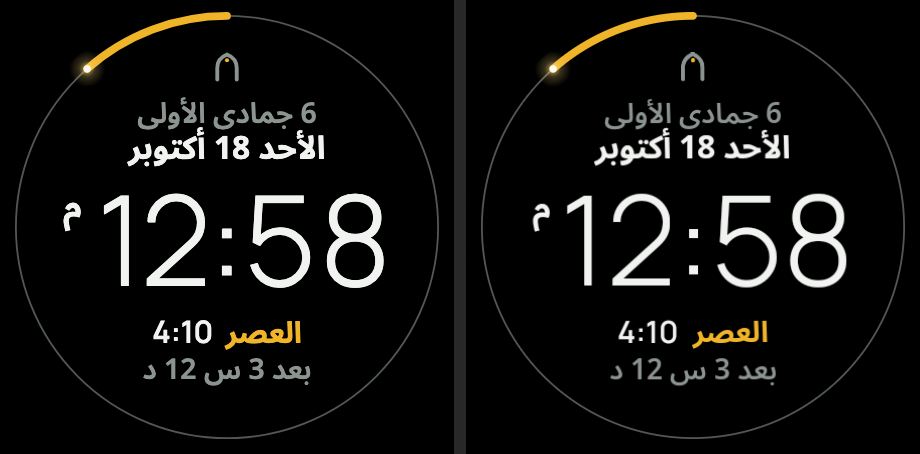 6 جمادى الأولى
الأحد 18 أكتوبر
12:58 م
العصر 4:10
بعد 3 س 12 د
6 جمادى الأولى
الأحد 18 أكتوبر
12:58 م
العصر 4:10
بعد 3 س 12 د